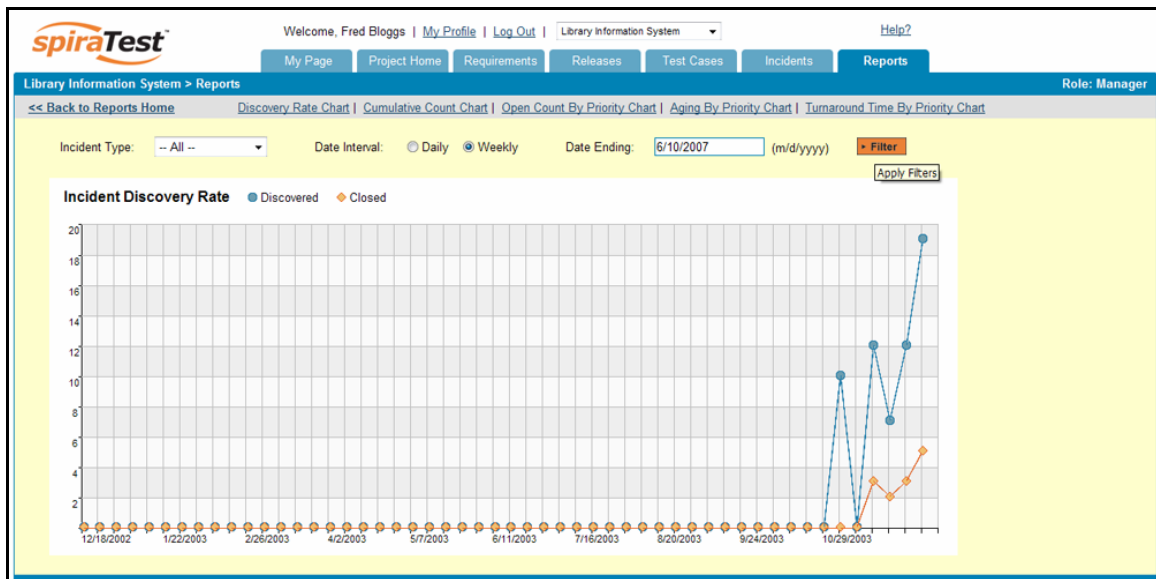 spiraTest™
Welcome, Fred Bloggs | My Profile | Log Out | Library Information System Help?
My Page Project Home Requirements Releases Test Cases Incidents Reports
Library Information System > Reports Role: Manager
<< Back to Reports Home Discovery Rate Chart | Cumulative Count Chart | Open Count By Priority Chart | Aging By Priority Chart | Turnaround Time By Priority Chart
Incident Type: -- All -- Date Interval: Daily Weekly Date Ending: 6/10/2007 (m/d/yyyy) Filter
Apply Filters
Incident Discovery Rate Discovered Closed
20
18
16
14
12
10
8
6
4
2
12/18/2002 1/22/2003 2/26/2003 4/2/2003 5/7/2003 6/11/2003 7/16/2003 8/20/2003 9/24/2003 10/29/2003